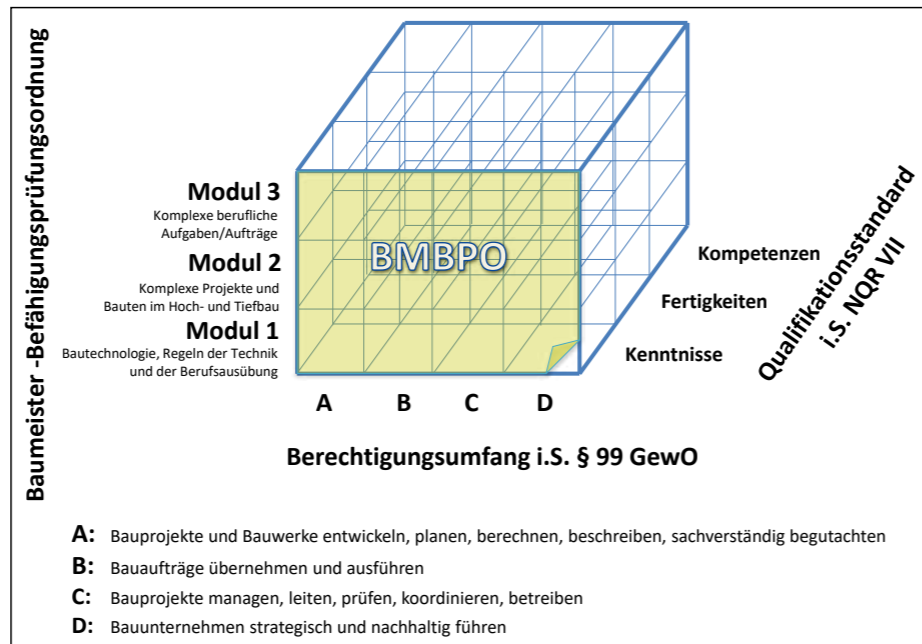 Baumeister -Befähigungsprüfungsordnung
Modul 3
Komplexe berufliche
Aufgaben/Aufträge
Modul 2
Komplexe Projekte und
Bauten im Hoch- und Tiefbau
Modul 1
Bautechnologie, Regeln der Technik
und der Berufsausübung
BMBPO
Kompetenzen
Fertigkeiten
Kenntnisse
Qualifikationsstandard
i.S. NQR VII
A B C D
Berechtigungsumfang i.S. § 99 GewO
A: Bauprojekte und Bauwerke entwickeln, planen, berechnen, beschreiben, sachverständig begutachten
B: Bauaufträge übernehmen und ausführen
C: Bauprojekte managen, leiten, prüfen, koordinieren, betreiben
D: Bauunternehmen strategisch und nachhaltig führen